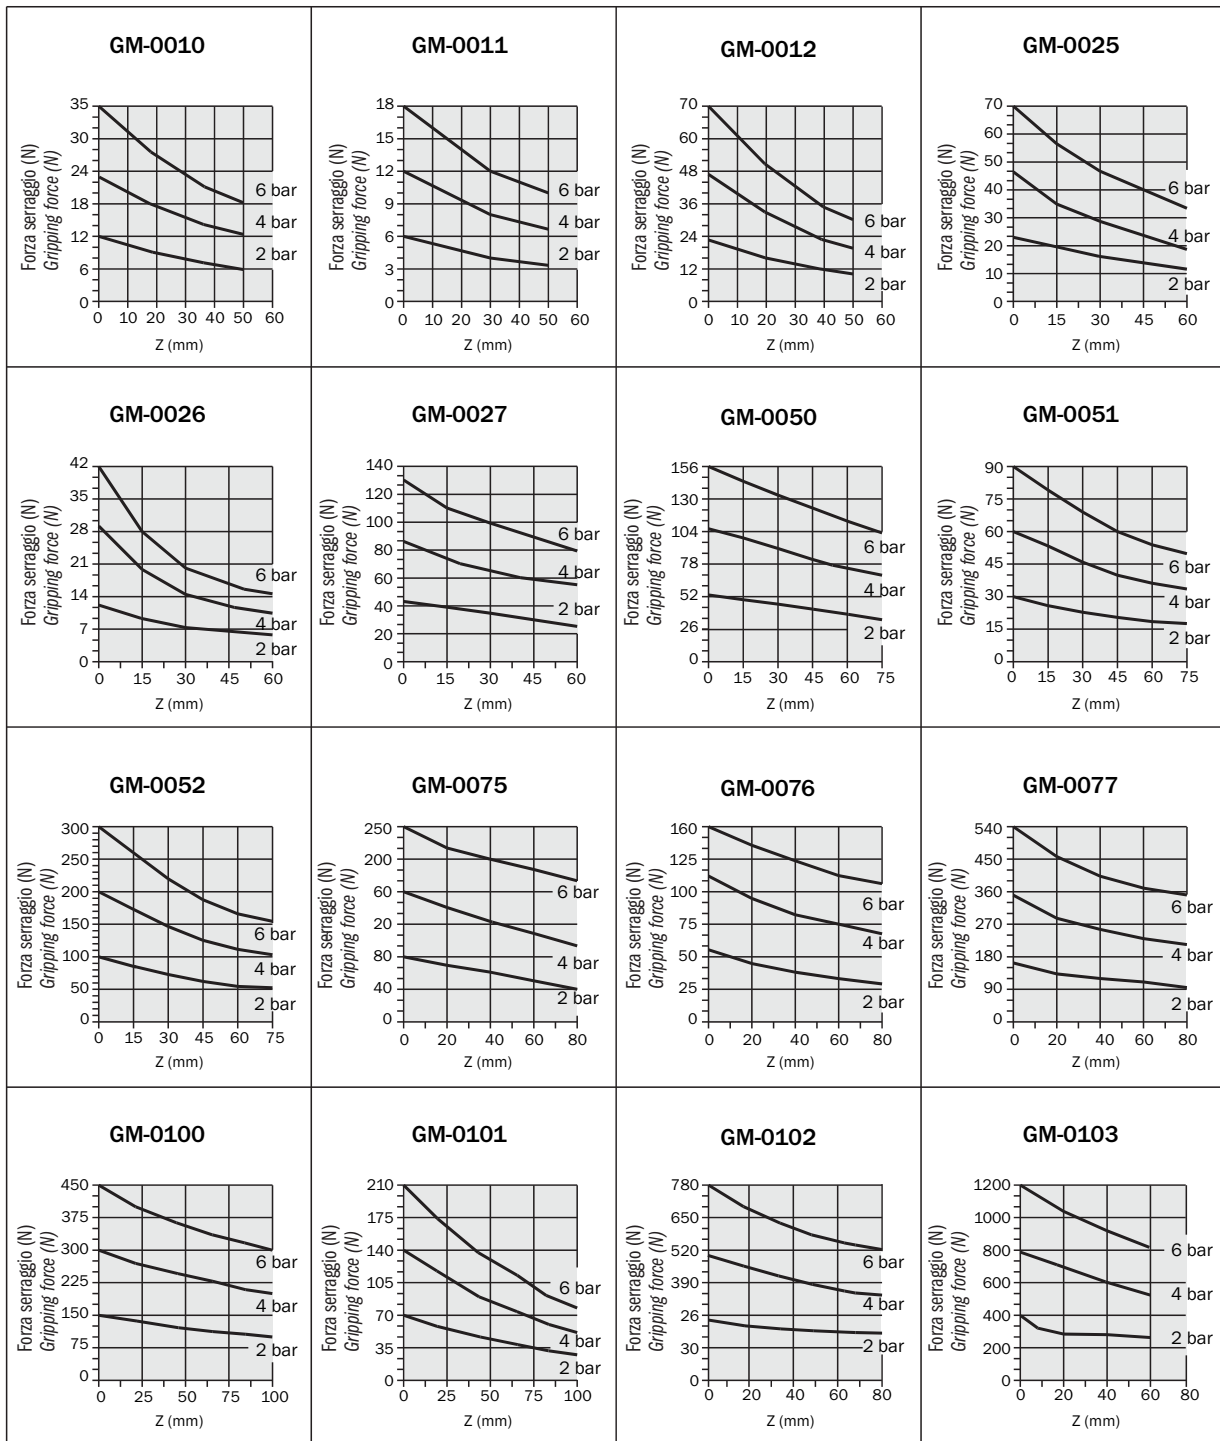 GM-0010
Forza serraggio (N)
Gripping force (N)
35
30
24
18
12
6
0
6 bar
4 bar
2 bar
0 10 20 30 40 50 60
Z (mm)
GM-0011
Forza serraggio (N)
Gripping force (N)
18
15
12
9
6
3
0
6 bar
4 bar
2 bar
0 10 20 30 40 50 60
Z (mm)
GM-0012
Forza serraggio (N)
Gripping force (N)
70
60
48
36
24
12
0
6 bar
4 bar
2 bar
0 10 20 30 40 50 60
Z (mm)
GM-0025
Forza serraggio (N)
Gripping force (N)
70
60
50
40
30
20
10
0
6 bar
4 bar
2 bar
0 15 30 45 60
Z (mm)
GM-0026
Forza serraggio (N)
Gripping force (N)
42
35
28
21
14
7
0
6 bar
4 bar
2 bar
0 15 30 45 60
Z (mm)
GM-0027
Forza serraggio (N)
Gripping force (N)
140
120
100
80
60
40
20
0
6 bar
4 bar
2 bar
0 15 30 45 60
Z (mm)
GM-0050
Forza serraggio (N)
Gripping force (N)
156
130
104
78
52
26
0
6 bar
4 bar
2 bar
0 15 30 45 60 75
Z (mm)
GM-0051
Forza serraggio (N)
Gripping force (N)
90
75
60
45
30
15
0
6 bar
4 bar
2 bar
0 15 30 45 60 75
Z (mm)
GM-0052
Forza serraggio (N)
Gripping force (N)
300
250
200
150
100
50
0
6 bar
4 bar
2 bar
0 15 30 45 60 75
Z (mm)
GM-0075
Forza serraggio (N)
Gripping force (N)
250
200
60
20
80
40
0
6 bar
4 bar
2 bar
0 20 40 60 80
Z (mm)
GM-0076
Forza serraggio (N)
Gripping force (N)
160
125
100
75
50
25
0
6 bar
4 bar
2 bar
0 20 40 60 80
Z (mm)
GM-0077
Forza serraggio (N)
Gripping force (N)
540
450
360
270
180
90
0
6 bar
4 bar
2 bar
0 20 40 60 80
Z (mm)
GM-0100
Forza serraggio (N)
Gripping force (N)
450
375
300
225
150
75
0
6 bar
4 bar
2 bar
0 25 50 75 100
Z (mm)
GM-0101
Forza serraggio (N)
Gripping force (N)
210
175
140
105
70
35
0
6 bar
4 bar
2 bar
0 25 50 75 100
Z (mm)
GM-0102
Forza serraggio (N)
Gripping force (N)
780
650
520
390
26
30
0
6 bar
4 bar
2 bar
0 20 40 60 80
Z (mm)
GM-0103
Forza serraggio (N)
Gripping force (N)
1200
1000
800
600
400
200
0
6 bar
4 bar
2 bar
0 20 40 60 80
Z (mm)